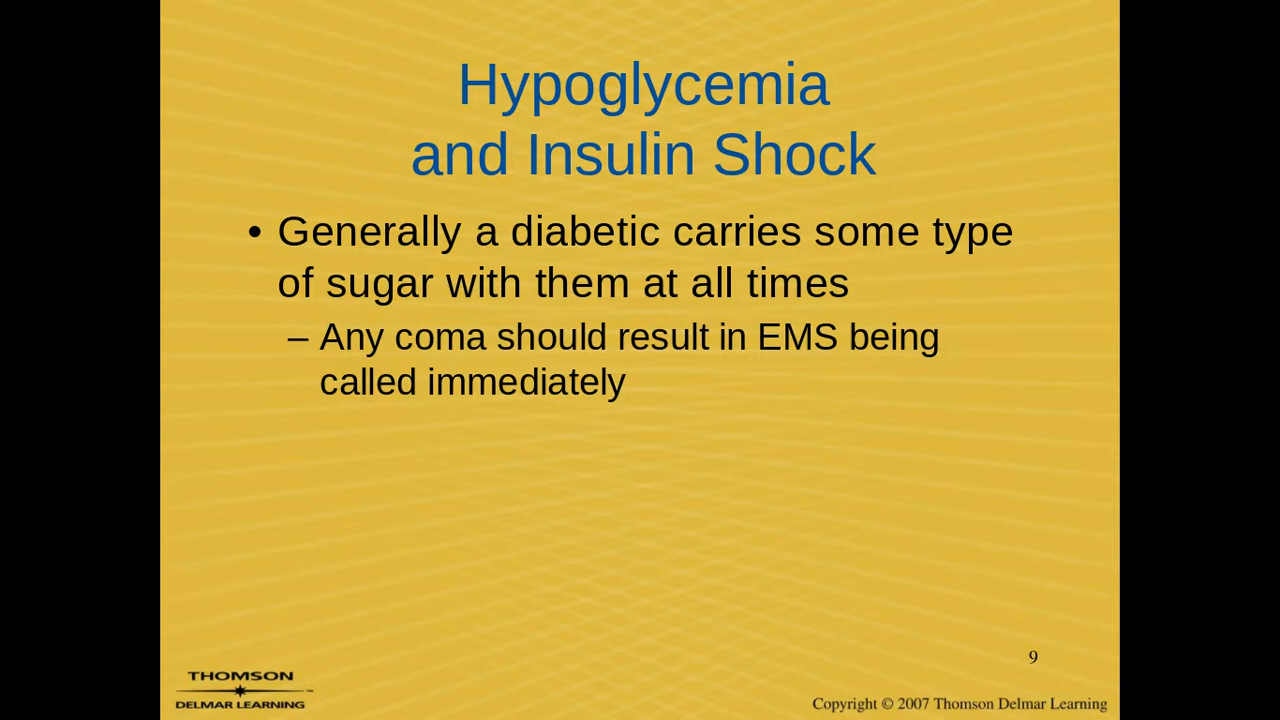 Hypoglycemia
and Insulin Shock
• Generally a diabetic carries some type
of sugar with them at all times
– Any coma should result in EMS being
called immediately
9
THOMSON
DELMAR LEARNING
Copyright © 2007 Thomson Delmar Learning